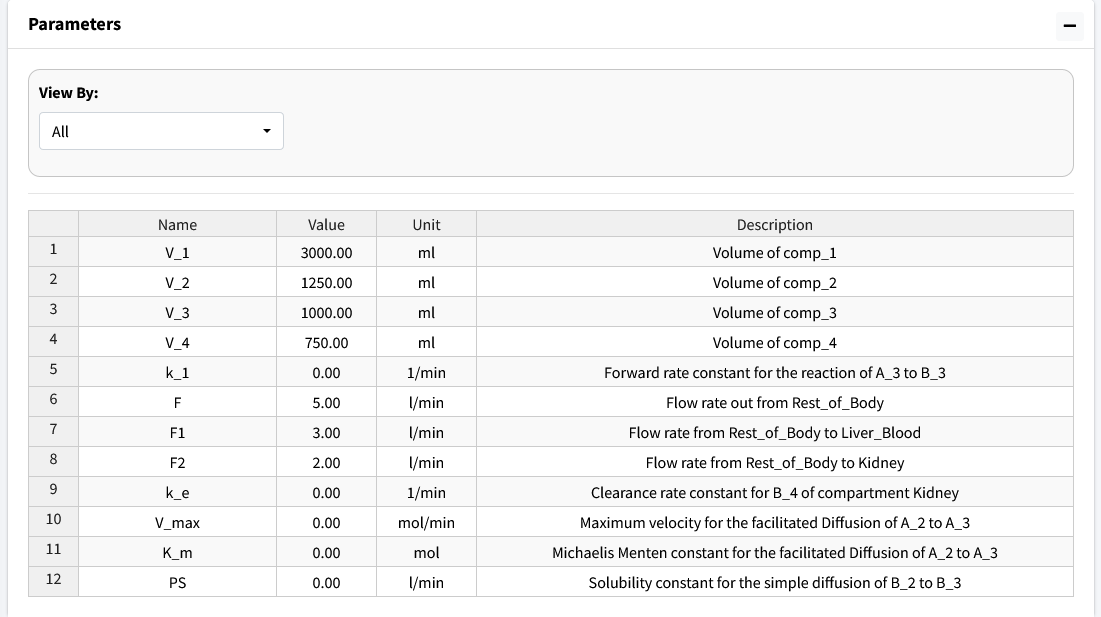 Parameters
View By:
All
Name Value Unit Description
1 V_1 3000.00 ml Volume of comp_1
2 V_2 1250.00 ml Volume of comp_2
3 V_3 1000.00 ml Volume of comp_3
4 V_4 750.00 ml Volume of comp_4
5 k_1 0.00 1/min Forward rate constant for the reaction of A_3 to B_3
6 F 5.00 l/min Flow rate out from Rest_of_Body
7 F1 3.00 l/min Flow rate from Rest_of_Body to Liver_Blood
8 F2 2.00 l/min Flow rate from Rest_of_Body to Kidney
9 k_e 0.00 1/min Clearance rate constant for B_4 of compartment Kidney
10 V_max 0.00 mol/min Maximum velocity for the facilitated Diffusion of A_2 to A_3
11 K_m 0.00 mol Michaelis Menten constant for the facilitated Diffusion of A_2 to A_3
12 PS 0.00 l/min Solubility constant for the simple diffusion of B_2 to B_3